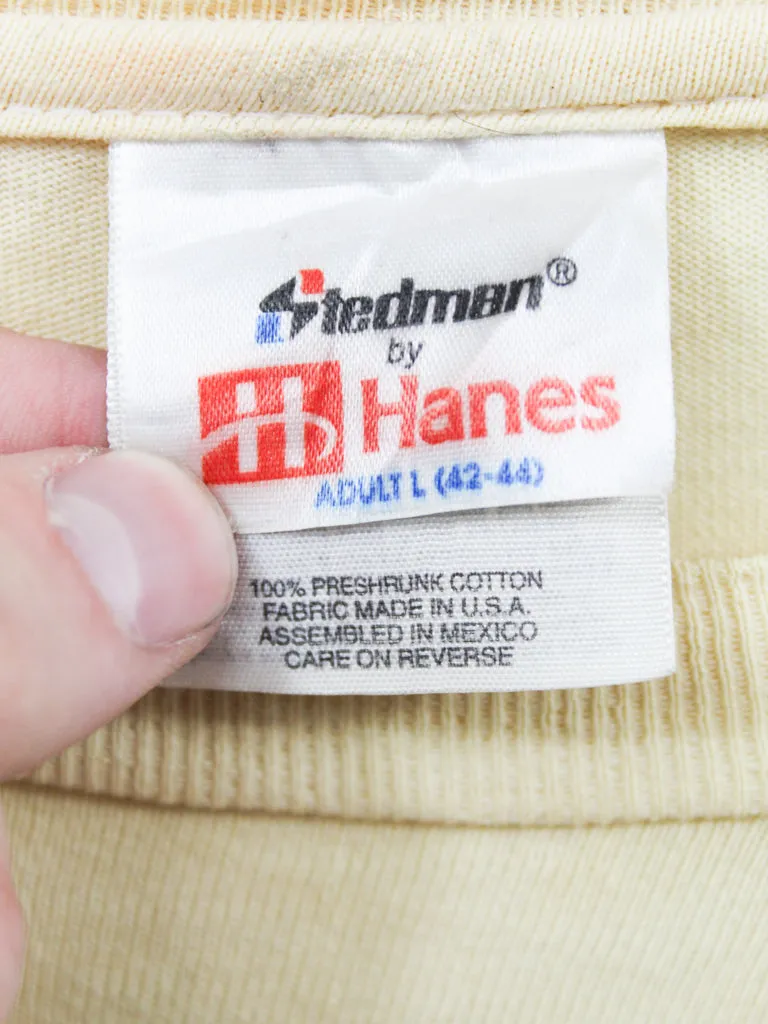 Stedman®
by
H Hanes
ADULT L (42-44)
100% PRESHRUNK COTTON
FABRIC MADE IN U.S.A.
ASSEMBLED IN MEXICO
CARE ON REVERSE